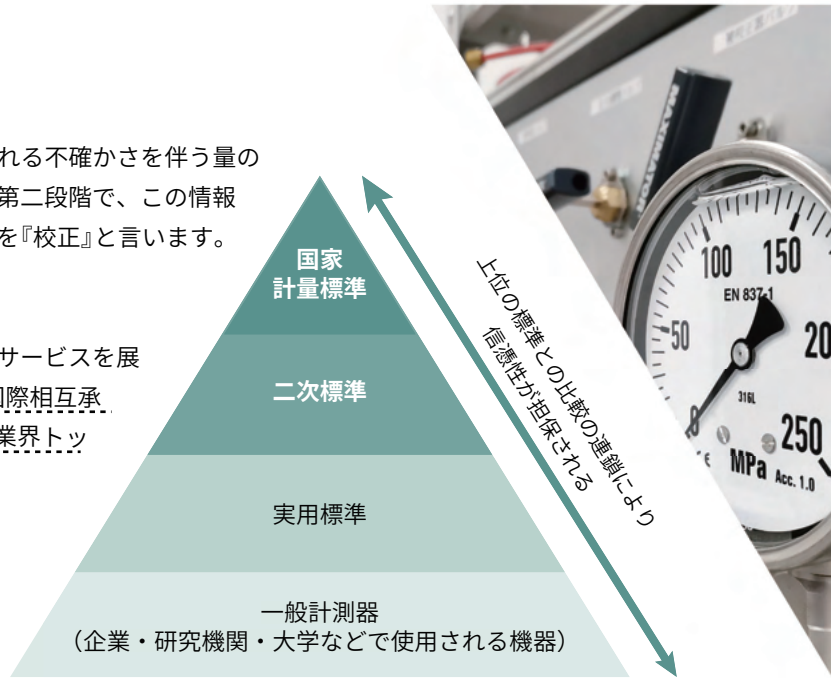 れる不確かさを伴う量の
第二段階で、この情報
を『校正』と言います。
サービスを展
国際相互承
業界トッ
国家
計量標準
二次標準
実用標準
一般計測器
（企業・研究機関・大学などで使用される機器）
上位の標準との比較の連鎖により
信憑性が担保される
MAXIMATOR
100 150
EN 837-1
50 20
316L
0 250
MPa Acc. 1.0